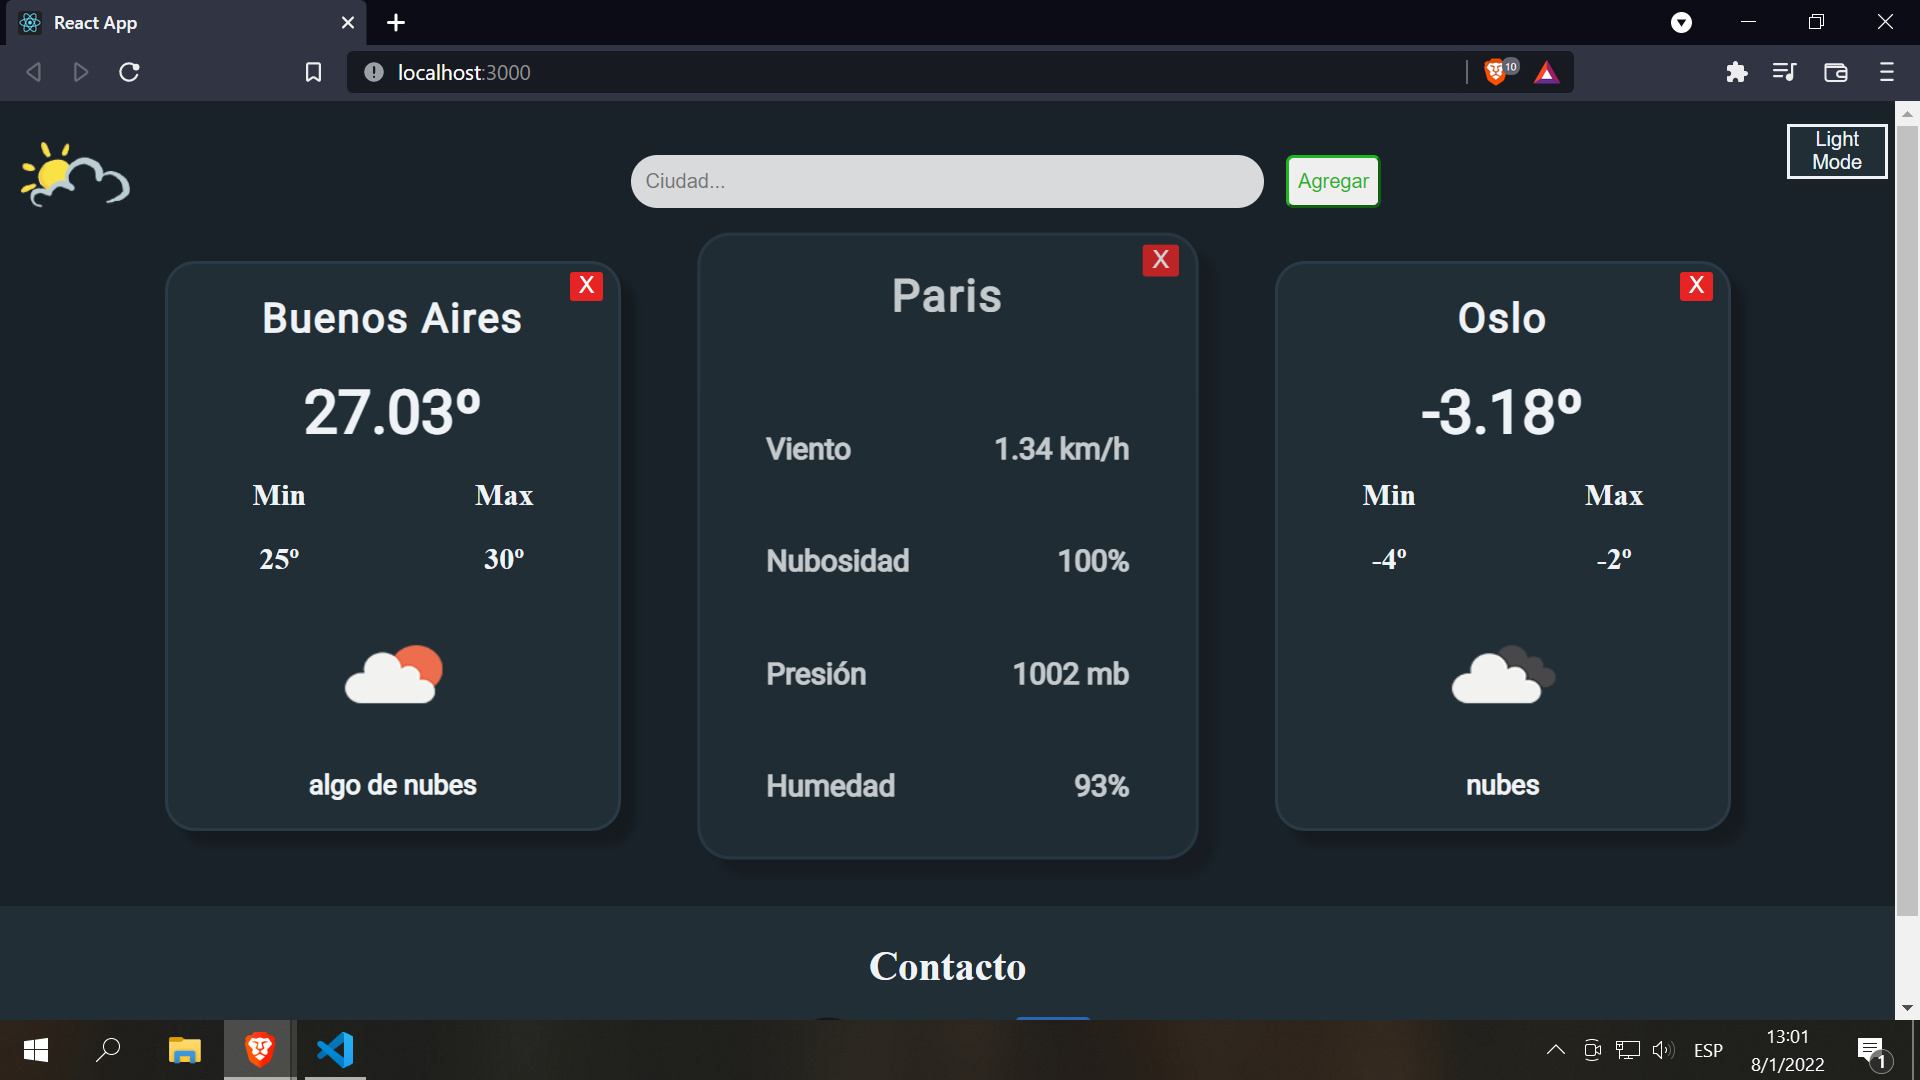 React App
localhost:3000
10
Light
Mode
Ciudad...
Agregar
X
Buenos Aires
27.03º
Min
Max
25º
30º
algo de nubes
X
Paris
Viento
1.34 km/h
Nubosidad
100%
Presión
1002 mb
Humedad
93%
X
Oslo
-3.18º
Min
Max
-4º
-2º
nubes
Contacto
ESP
13:01
8/1/2022
1